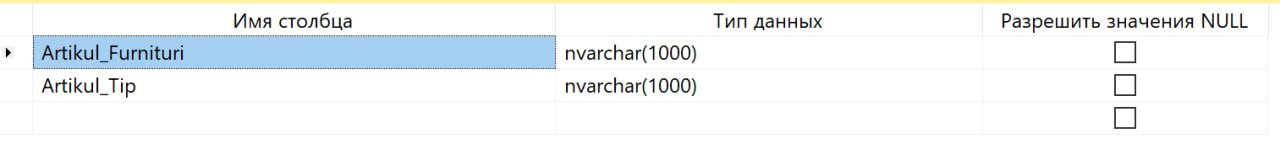 Имя столбца Тип данных Разрешить значения NULL
Artikul_Furnituri nvarchar(1000)
Artikul_Tip nvarchar(1000)